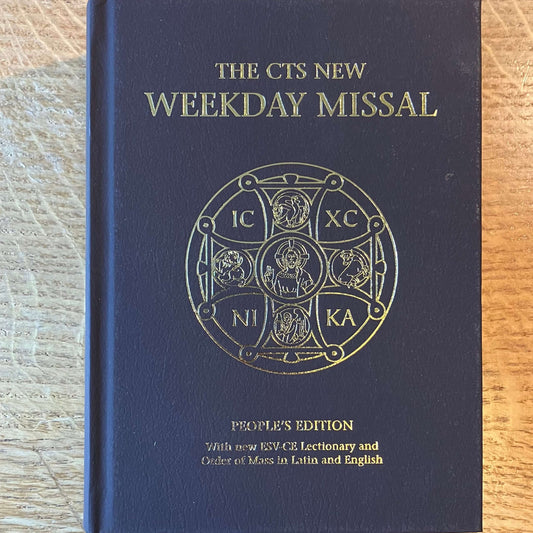 THE CTS NEW
WEEKDAY MISSAL
IC XC
NI KA
PEOPLE'S EDITION
With new ESV-CE Lectionary and
Order of Mass in Latin and English